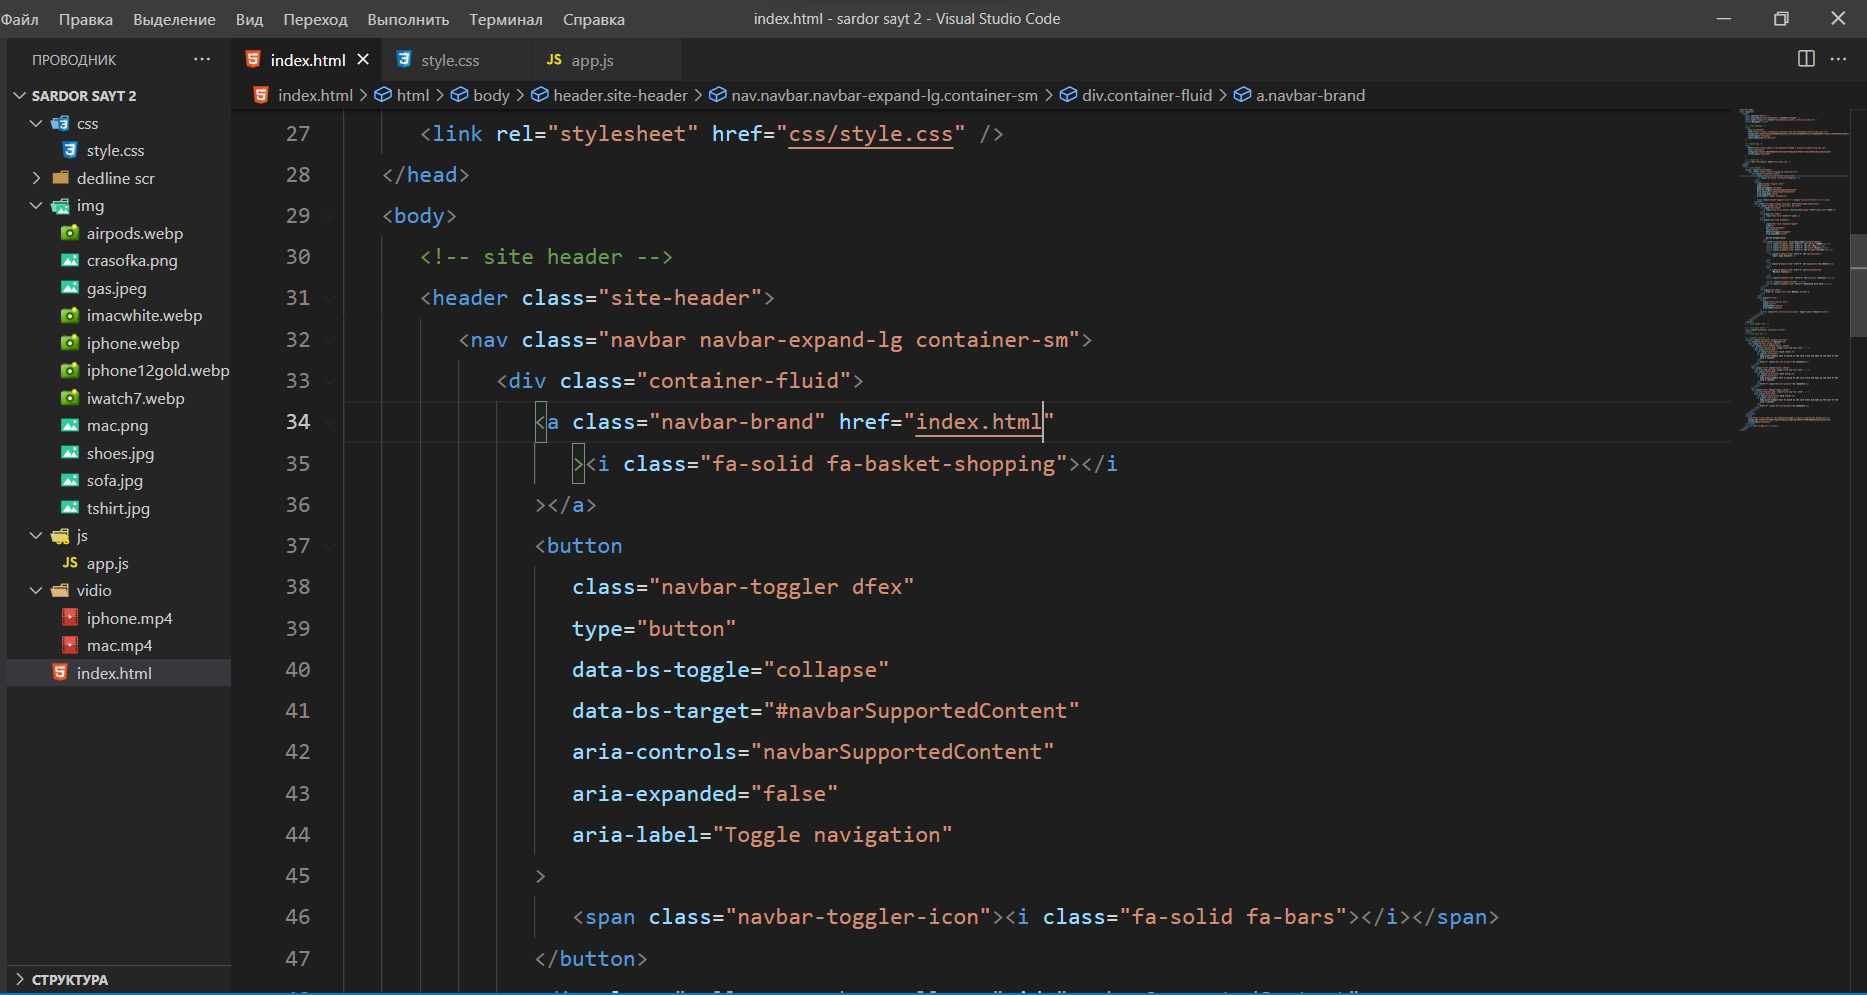 Файл Правка Выделение Вид Переход Выполнить Терминал Справка
index.html - sardor sayt 2 - Visual Studio Code
ПРОВОДНИК
SARDOR SAYT 2
css
style.css
dedline scr
img
airpods.webp
crasofka.png
gas.jpeg
imacwhite.webp
iphone.webp
iphone12gold.webp
iwatch7.webp
mac.png
shoes.jpg
sofa.jpg
tshirt.jpg
js
JS app.js
vidio
iphone.mp4
mac.mp4
index.html
СТРУКТУРА
index.html style.css JS app.js
index.html > html > body > header.site-header > nav.navbar.navbar-expand-lg.container-sm > div.container-fluid > a.navbar-brand
27 <link rel="stylesheet" href="css/style.css" />
28 </head>
29 <body>
30 <!-- site header -->
31 <header class="site-header">
32 <nav class="navbar navbar-expand-lg container-sm">
33 <div class="container-fluid">
34 <a class="navbar-brand" href="index.html"
35 ><i class="fa-solid fa-basket-shopping"></i
36 ></a>
37 <button
38 class="navbar-toggler dfex"
39 type="button"
40 data-bs-toggle="collapse"
41 data-bs-target="#navbarSupportedContent"
42 aria-controls="navbarSupportedContent"
43 aria-expanded="false"
44 aria-label="Toggle navigation"
45 >
46 <span class="navbar-toggler-icon"><i class="fa-solid fa-bars"></i></span>
47 </button>